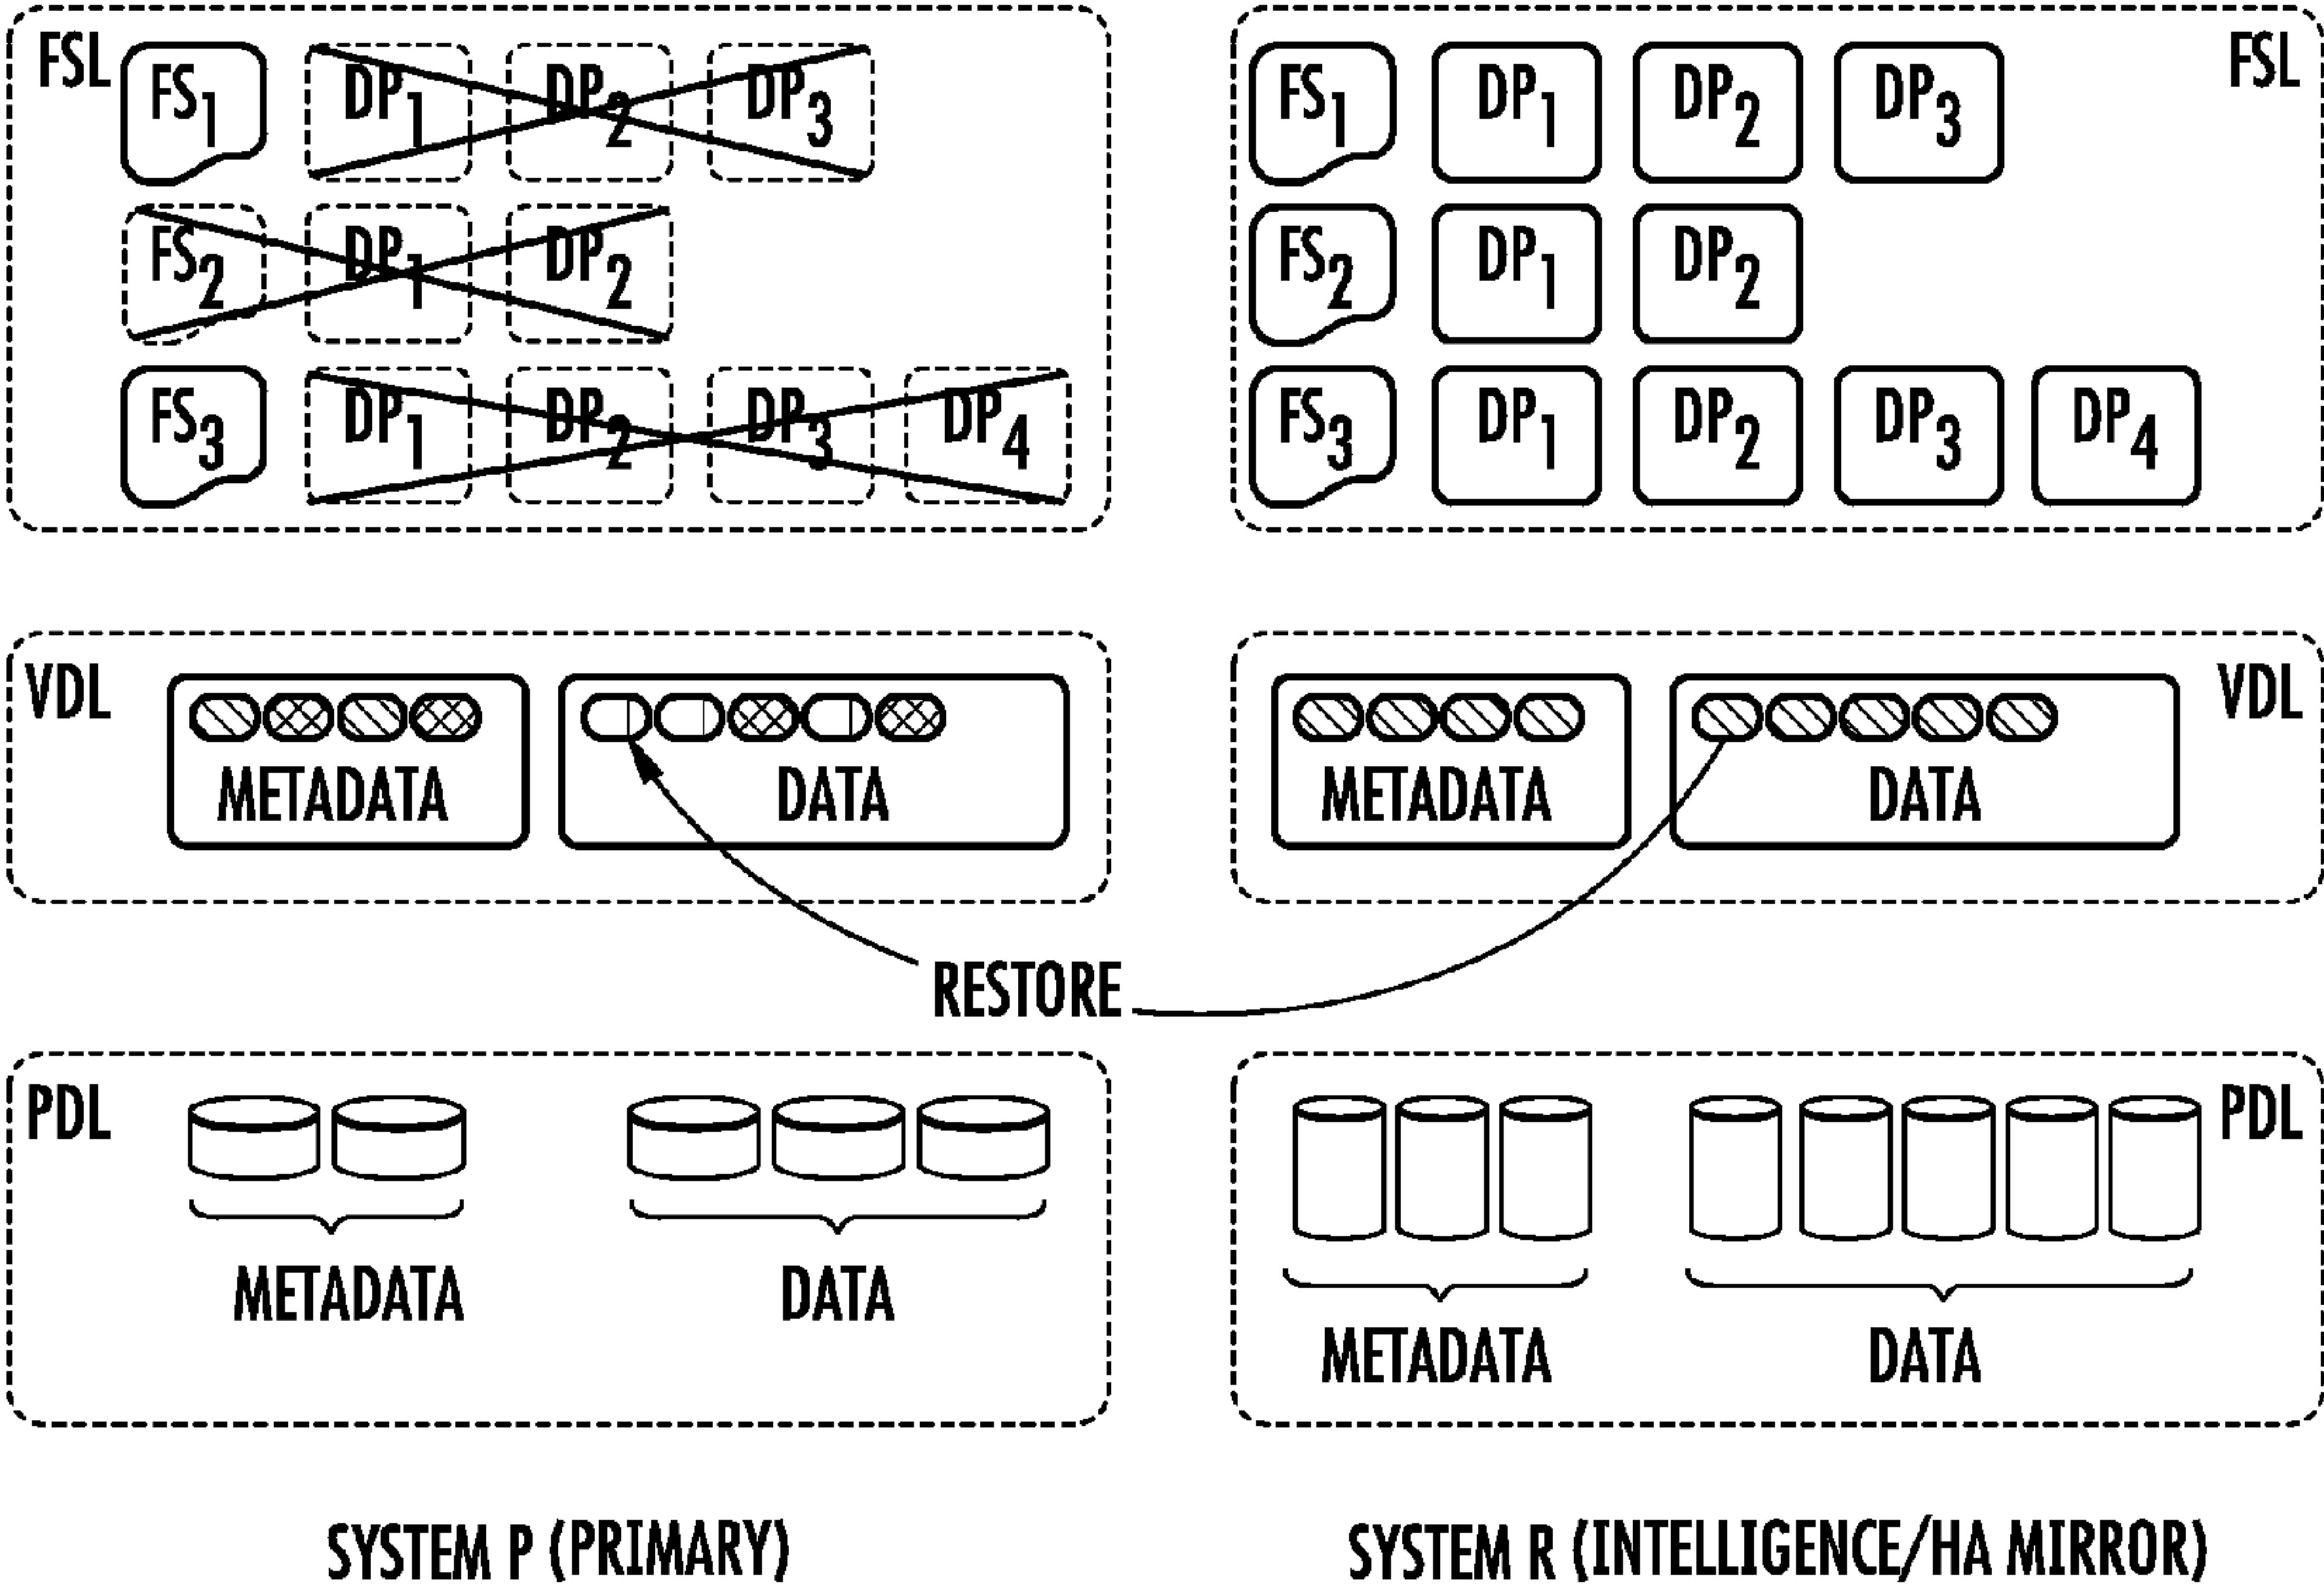 FSL FS1 DP1 DP2 DP3
FS2 DP1 DP2
FS3 DP1 DP2 DP3 DP4
FS1 DP1 DP2 DP3 FSL
FS2 DP1 DP2
FS3 DP1 DP2 DP3 DP4
VDL
METADATA DATA
VDL
METADATA DATA
RESTORE
PDL
METADATA DATA
PDL
METADATA DATA
SYSTEM P (PRIMARY)
SYSTEM R (INTELLIGENCE/HA MIRROR)